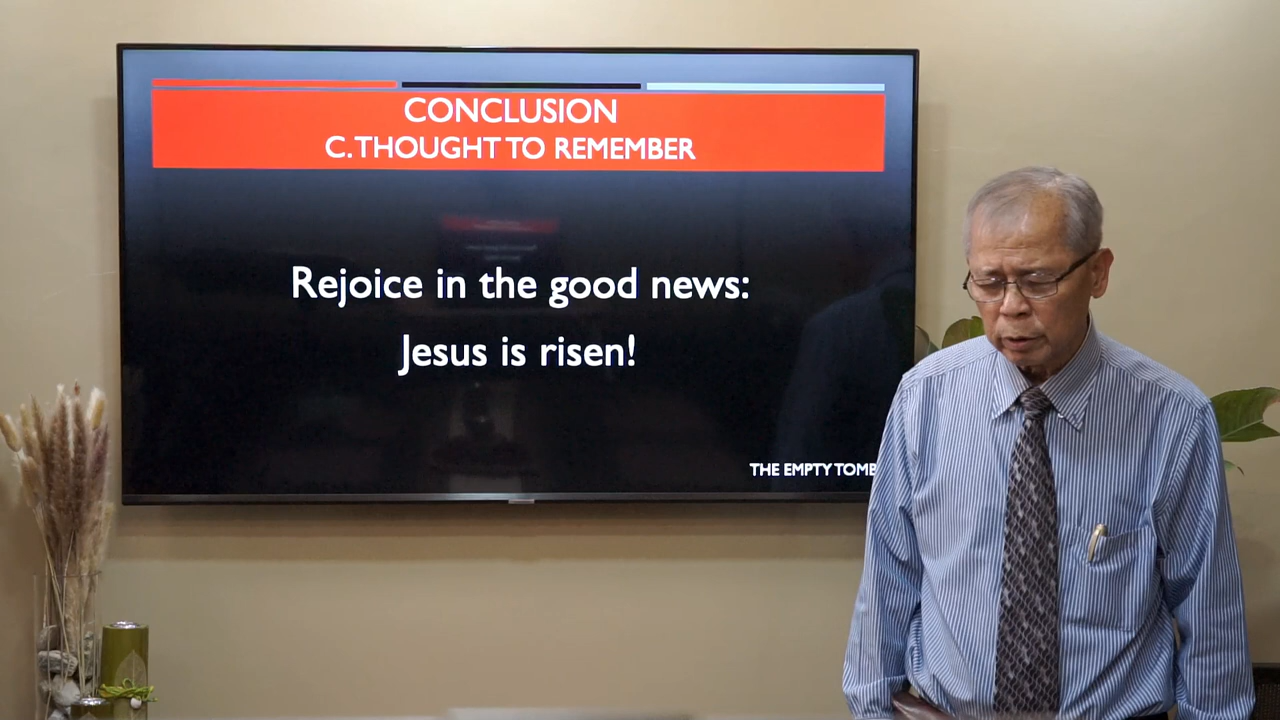 CONCLUSION
C. THOUGHT TO REMEMBER
Rejoice in the good news:
Jesus is risen!
THE EMPTY TOMB